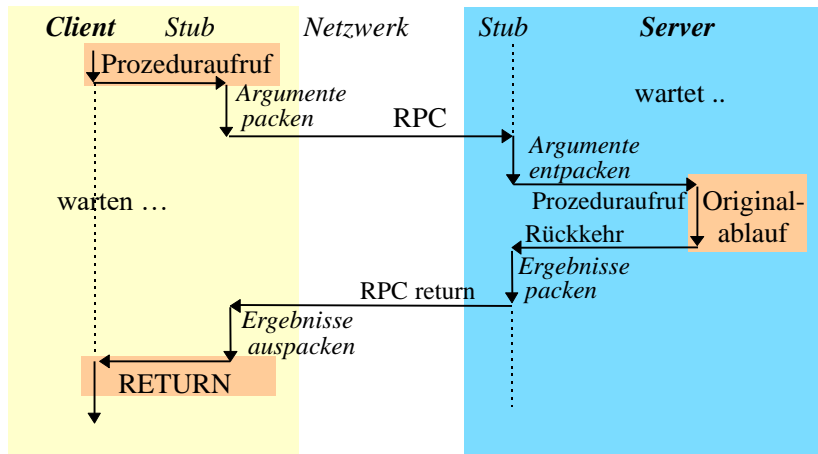 Client Stub Netzwerk Stub Server
Prozeduraufruf
Argumente
packen
RPC
wartet ..
Argumente
entpacken
warten …
Prozeduraufruf
Original-
ablauf
Rückkehr
Ergebnisse
packen
RPC return
Ergebnisse
auspacken
RETURN